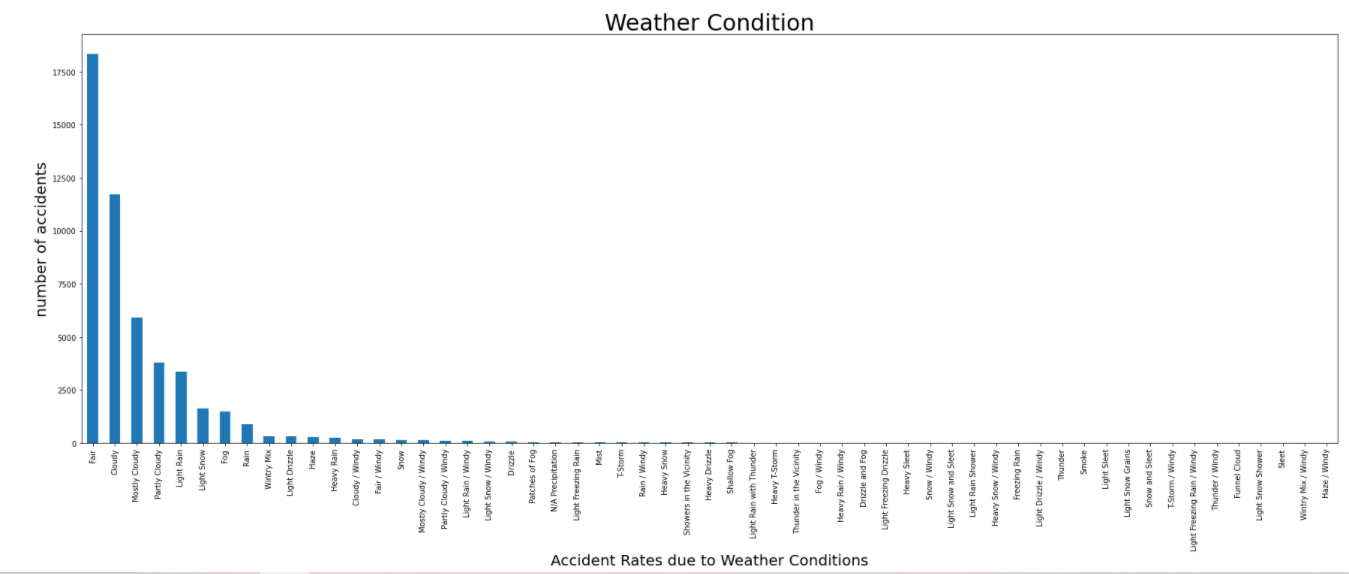 Weather Condition
number of accidents
17500
15000
12500
10000
7500
5000
2500
0
Fair
Cloudy
Mostly Cloudy
Partly Cloudy
Light Rain
Light Snow
Fog
Rain
Wintry Mix
Light Drizzle
Haze
Heavy Rain
Cloudy / Windy
Fair / Windy
Snow
Mostly Cloudy / Windy
Partly Cloudy / Windy
Light Rain / Windy
Light Snow / Windy
Drizzle
Patches of Fog
N/A Precipitation
Light Freezing Rain
Mist
T-Storm
Rain / Windy
Heavy Snow
Showers in the Vicinity
Heavy Drizzle
Shallow Fog
Light Rain with Thunder
Heavy T-Storm
Thunder in the Vicinity
Fog / Windy
Heavy Rain / Windy
Drizzle and Fog
Light Freezing Drizzle
Heavy Sleet
Snow / Windy
Light Snow and Sleet
Light Rain Shower
Heavy Snow / Windy
Freezing Rain
Light Drizzle / Windy
Thunder
Smoke
Light Sleet
Light Snow Grains
Snow and Sleet
T-Storm / Windy
Light Freezing Rain / Windy
Thunder / Windy
Funnel Cloud
Light Snow Shower
Sleet
Wintry Mix / Windy
Haze / Windy
Accident Rates due to Weather Conditions